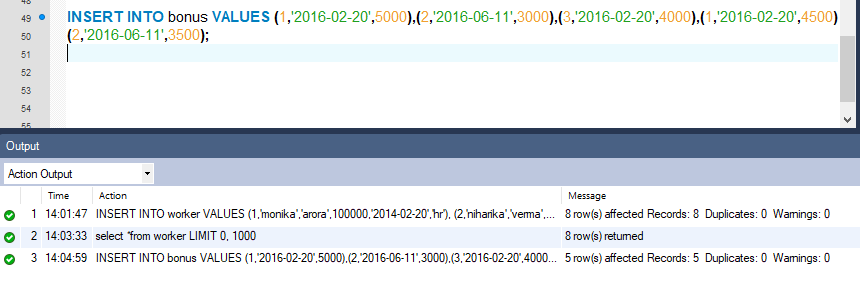 48
49 INSERT INTO bonus VALUES (1,'2016-02-20',5000),(2,'2016-06-11',3000),(3,'2016-02-20',4000),(1,'2016-02-20',4500)
50 (2,'2016-06-11',3500);
51
52
53
54
55
Output
Action Output
Time Action Message
1 14:01:47 INSERT INTO worker VALUES (1,'monika','arora',100000,'2014-02-20','hr'), (2,'niharika','verma',... 8 row(s) affected Records: 8 Duplicates: 0 Warnings: 0
2 14:03:33 select *from worker LIMIT 0, 1000 8 row(s) returned
3 14:04:59 INSERT INTO bonus VALUES (1,'2016-02-20',5000),(2,'2016-06-11',3000),(3,'2016-02-20',4000... 5 row(s) affected Records: 5 Duplicates: 0 Warnings: 0